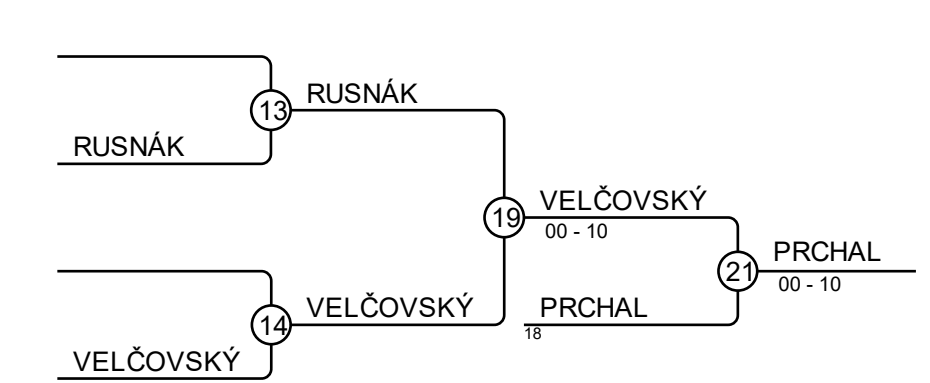 RUSNÁK
13
RUSNÁK
VELČOVSKÝ
19
00 - 10
PRCHAL
21
00 - 10
VELČOVSKÝ
PRCHAL
14
18
VELČOVSKÝ